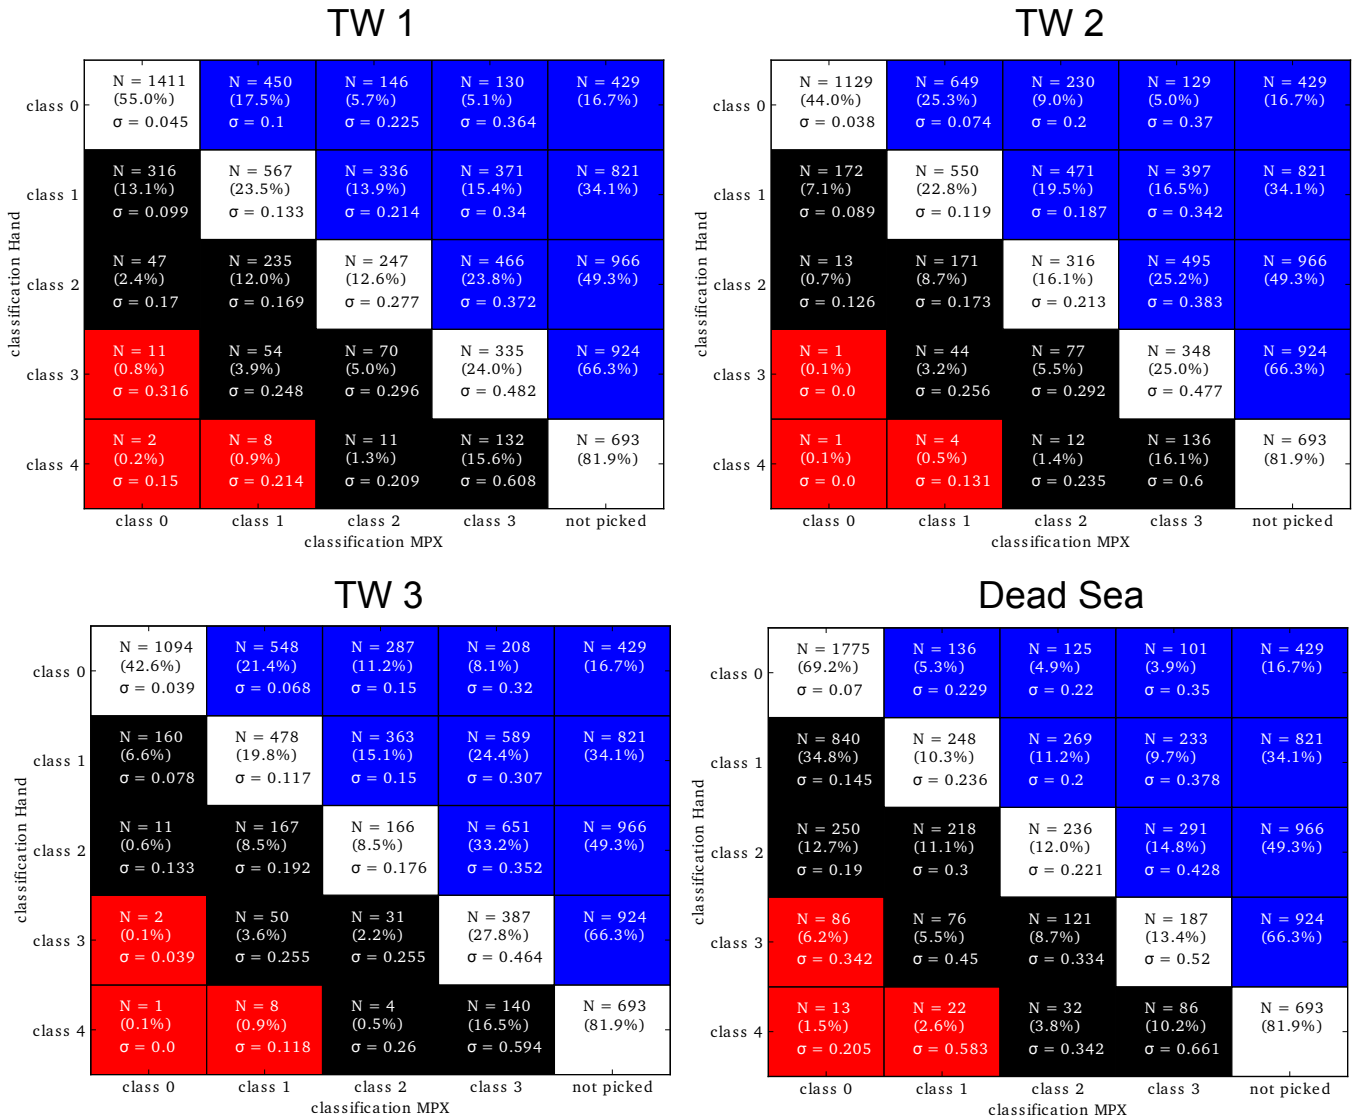 TW 1
N = 1411
(55.0%)
σ = 0.045
N = 450
(17.5%)
σ = 0.1
N = 146
(5.7%)
σ = 0.225
N = 130
(5.1%)
σ = 0.364
N = 429
(16.7%)
class 0
N = 316
(13.1%)
σ = 0.099
N = 567
(23.5%)
σ = 0.133
N = 336
(13.9%)
σ = 0.214
N = 371
(15.4%)
σ = 0.34
N = 821
(34.1%)
class 1
N = 47
(2.4%)
σ = 0.17
N = 235
(12.0%)
σ = 0.169
N = 247
(12.6%)
σ = 0.277
N = 466
(23.8%)
σ = 0.372
N = 966
(49.3%)
class 2
N = 11
(0.8%)
σ = 0.316
N = 54
(3.9%)
σ = 0.248
N = 70
(5.0%)
σ = 0.296
N = 335
(24.0%)
σ = 0.482
N = 924
(66.3%)
class 3
N = 2
(0.2%)
σ = 0.15
N = 8
(0.9%)
σ = 0.214
N = 11
(1.3%)
σ = 0.209
N = 132
(15.6%)
σ = 0.608
N = 693
(81.9%)
class 4
classification Hand
class 0 class 1 class 2 class 3 not picked
classification MPX
TW 2
N = 1129
(44.0%)
σ = 0.038
N = 649
(25.3%)
σ = 0.074
N = 230
(9.0%)
σ = 0.2
N = 129
(5.0%)
σ = 0.37
N = 429
(16.7%)
class 0
N = 172
(7.1%)
σ = 0.089
N = 550
(22.8%)
σ = 0.119
N = 471
(19.5%)
σ = 0.187
N = 397
(16.5%)
σ = 0.342
N = 821
(34.1%)
class 1
N = 13
(0.7%)
σ = 0.126
N = 171
(8.7%)
σ = 0.173
N = 316
(16.1%)
σ = 0.213
N = 495
(25.2%)
σ = 0.383
N = 966
(49.3%)
class 2
N = 1
(0.1%)
σ = 0.0
N = 44
(3.2%)
σ = 0.256
N = 77
(5.5%)
σ = 0.292
N = 348
(25.0%)
σ = 0.477
N = 924
(66.3%)
class 3
N = 1
(0.1%)
σ = 0.0
N = 4
(0.5%)
σ = 0.131
N = 12
(1.4%)
σ = 0.235
N = 136
(16.1%)
σ = 0.6
N = 693
(81.9%)
class 4
classification Hand
class 0 class 1 class 2 class 3 not picked
classification MPX
TW 3
N = 1094
(42.6%)
σ = 0.039
N = 548
(21.4%)
σ = 0.068
N = 287
(11.2%)
σ = 0.15
N = 208
(8.1%)
σ = 0.32
N = 429
(16.7%)
class 0
N = 160
(6.6%)
σ = 0.078
N = 478
(19.8%)
σ = 0.117
N = 363
(15.1%)
σ = 0.15
N = 589
(24.4%)
σ = 0.307
N = 821
(34.1%)
class 1
N = 11
(0.6%)
σ = 0.133
N = 167
(8.5%)
σ = 0.192
N = 166
(8.5%)
σ = 0.176
N = 651
(33.2%)
σ = 0.352
N = 966
(49.3%)
class 2
N = 2
(0.1%)
σ = 0.039
N = 50
(3.6%)
σ = 0.255
N = 31
(2.2%)
σ = 0.255
N = 387
(27.8%)
σ = 0.464
N = 924
(66.3%)
class 3
N = 1
(0.1%)
σ = 0.0
N = 8
(0.9%)
σ = 0.118
N = 4
(0.5%)
σ = 0.26
N = 140
(16.5%)
σ = 0.594
N = 693
(81.9%)
class 4
classification Hand
class 0 class 1 class 2 class 3 not picked
classification MPX
Dead Sea
N = 1775
(69.2%)
σ = 0.07
N = 136
(5.3%)
σ = 0.229
N = 125
(4.9%)
σ = 0.22
N = 101
(3.9%)
σ = 0.35
N = 429
(16.7%)
class 0
N = 840
(34.8%)
σ = 0.145
N = 248
(10.3%)
σ = 0.236
N = 269
(11.2%)
σ = 0.2
N = 233
(9.7%)
σ = 0.378
N = 821
(34.1%)
class 1
N = 250
(12.7%)
σ = 0.19
N = 218
(11.1%)
σ = 0.3
N = 236
(12.0%)
σ = 0.221
N = 291
(14.8%)
σ = 0.428
N = 966
(49.3%)
class 2
N = 86
(6.2%)
σ = 0.342
N = 76
(5.5%)
σ = 0.45
N = 121
(8.7%)
σ = 0.334
N = 187
(13.4%)
σ = 0.52
N = 924
(66.3%)
class 3
N = 13
(1.5%)
σ = 0.205
N = 22
(2.6%)
σ = 0.583
N = 32
(3.8%)
σ = 0.342
N = 86
(10.2%)
σ = 0.661
N = 693
(81.9%)
class 4
classification Hand
class 0 class 1 class 2 class 3 not picked
classification MPX